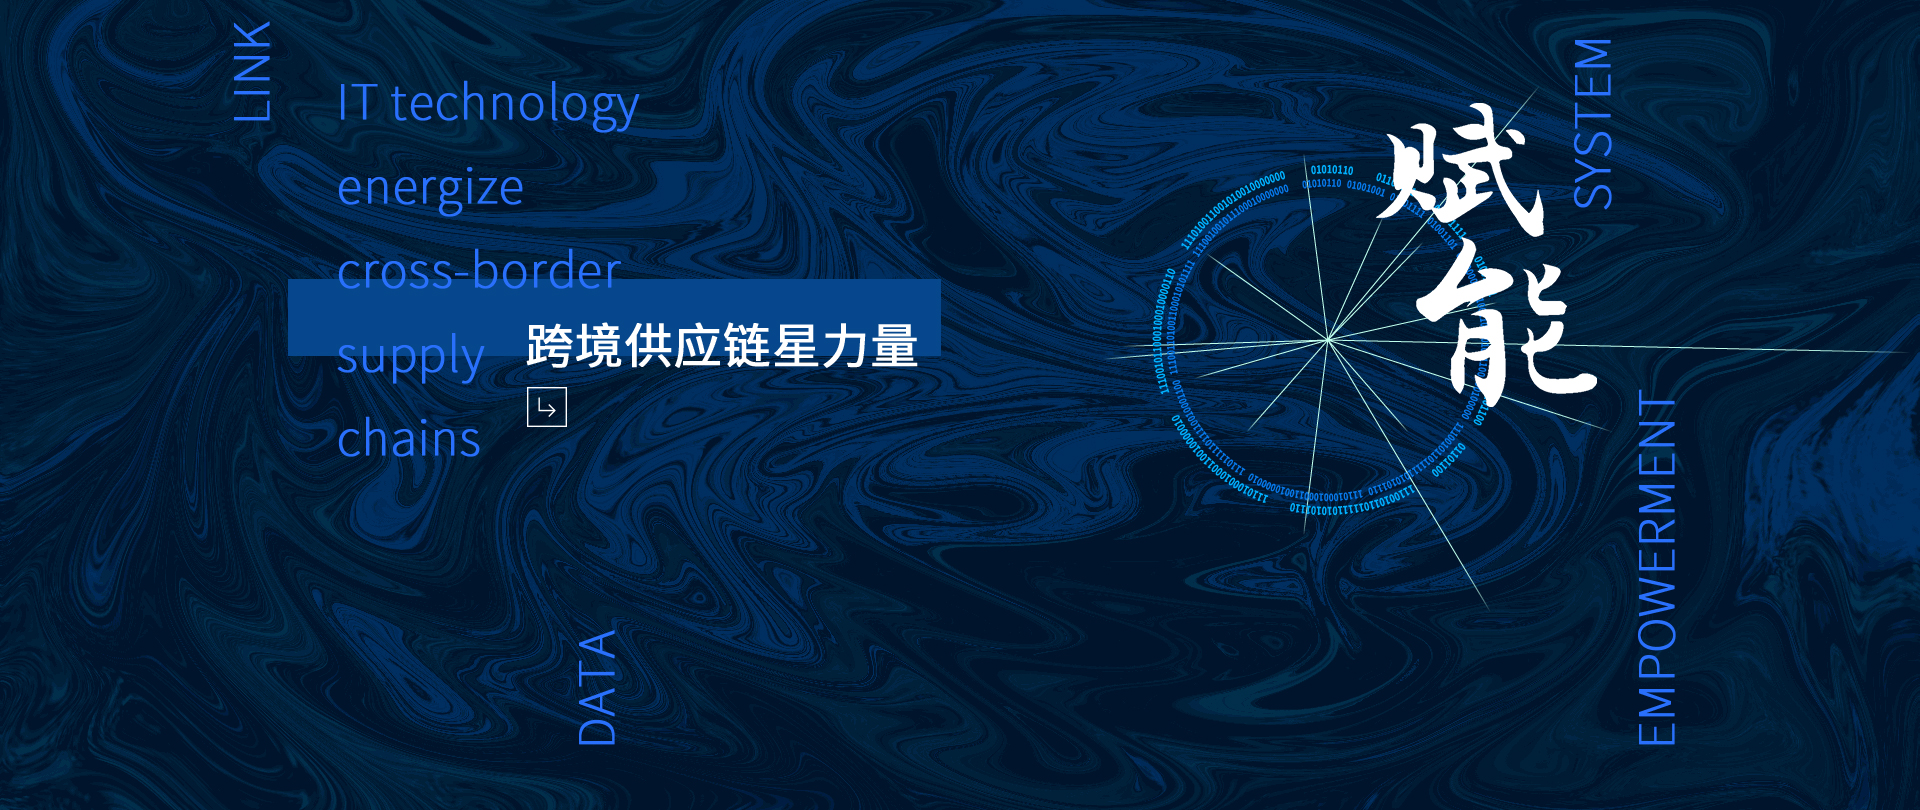 LINK
IT technology
energize
cross-border
supply
chains
跨境供应链星力量
DATA
赋能
SYSTEM
EMPOWERMENT